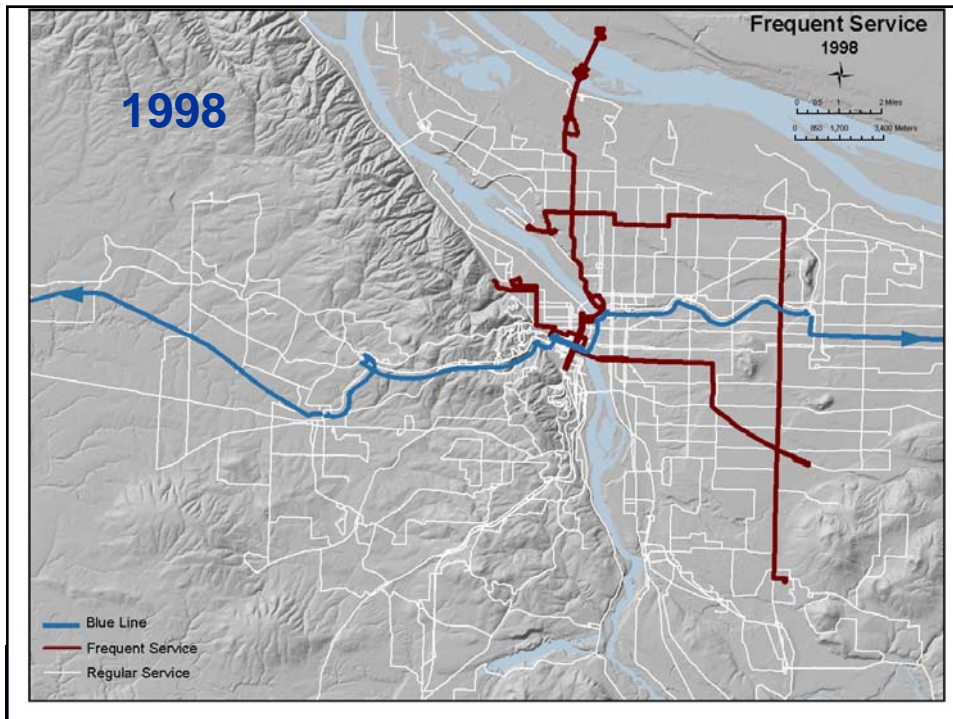 Frequent Service
1998
1998
0 0.5 1 2 Miles
0 850 1,700 3,400 Meters
Blue Line
Frequent Service
Regular Service